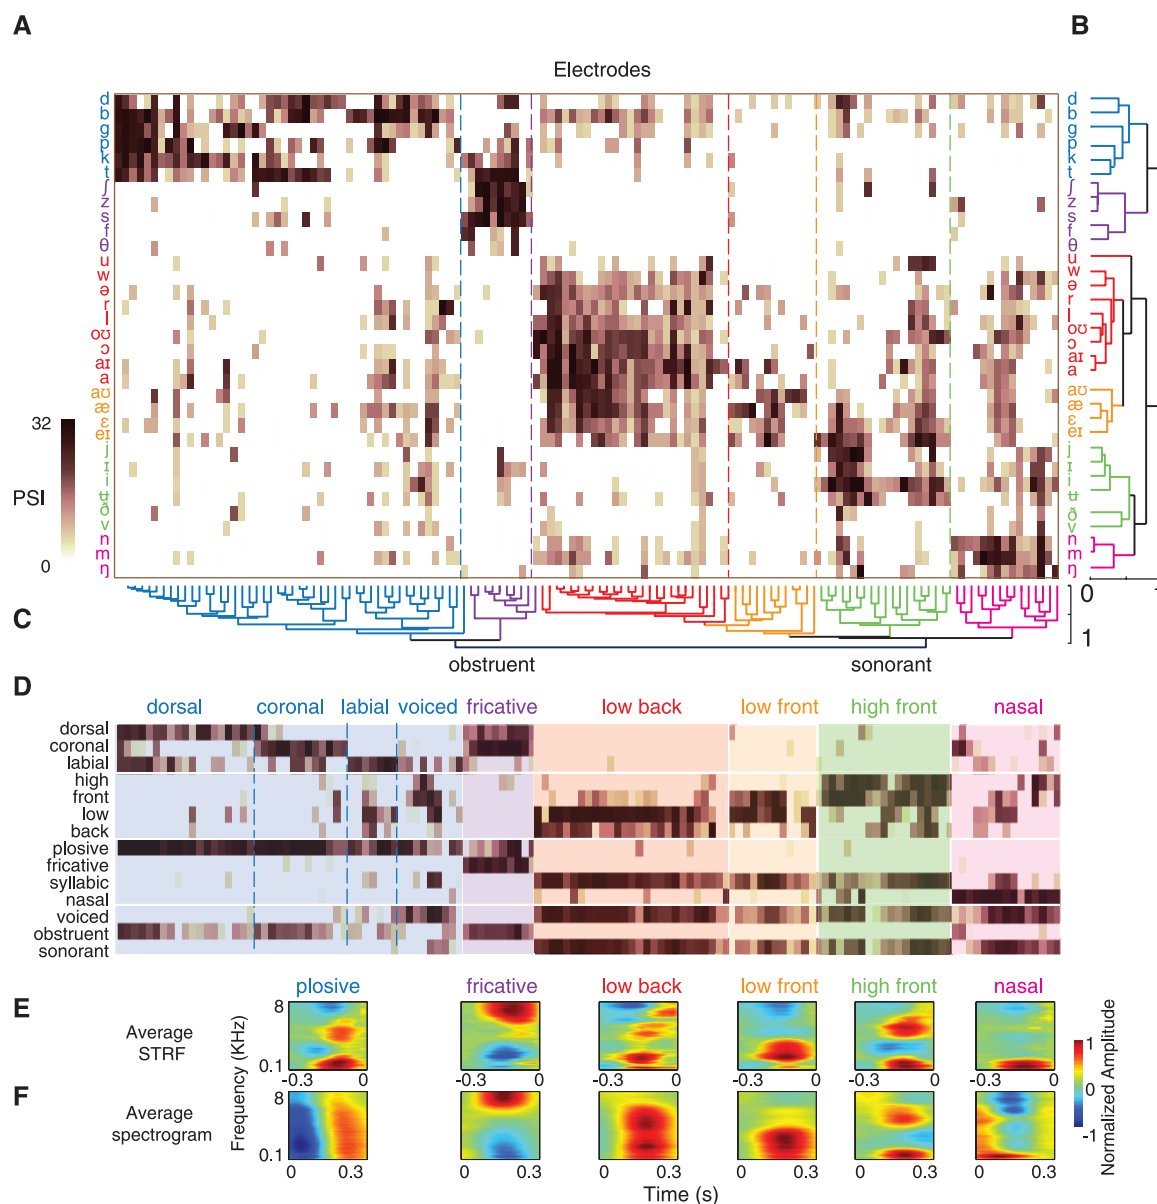 A
B
Electrodes
d
b
g
p
k
t
ʃ
z
s
f
θ
u
w
ə
r
l
oʊ
ɔ
aɪ
a
aʊ
æ
ɛ
eɪ
j
ɪ
i
ʉ
ð
v
n
m
ŋ
32
PSI
0
d
b
g
p
k
t
ʃ
z
s
f
θ
u
w
ə
r
l
oʊ
ɔ
aɪ
a
aʊ
æ
ɛ
eɪ
j
ɪ
i
ʉ
ð
v
n
m
ŋ
0
C
1
obstruent sonorant
D
dorsal coronal labial voiced fricative low back low front high front nasal
dorsal
coronal
labial
high
front
low
back
plosive
fricative
syllabic
nasal
voiced
obstruent
sonorant
plosive fricative low back low front high front nasal
E
Average
STRF
8
0.1
-0.3 0 -0.3 0 -0.3 0 -0.3 0 -0.3 0 -0.3 0
Frequency (KHz)
F
Average
spectrogram
8
0.1
0 0.3 0 0.3 0 0.3 0 0.3 0 0.3 0 0.3
Time (s)
1
0
-1
Normalized Amplitude